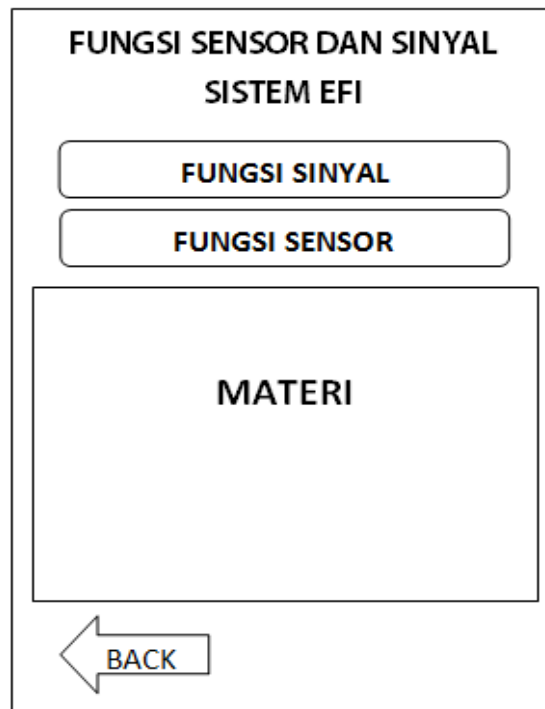 FUNGSI SENSOR DAN SINYAL
SISTEM EFI
FUNGSI SINYAL
FUNGSI SENSOR
MATERI
BACK